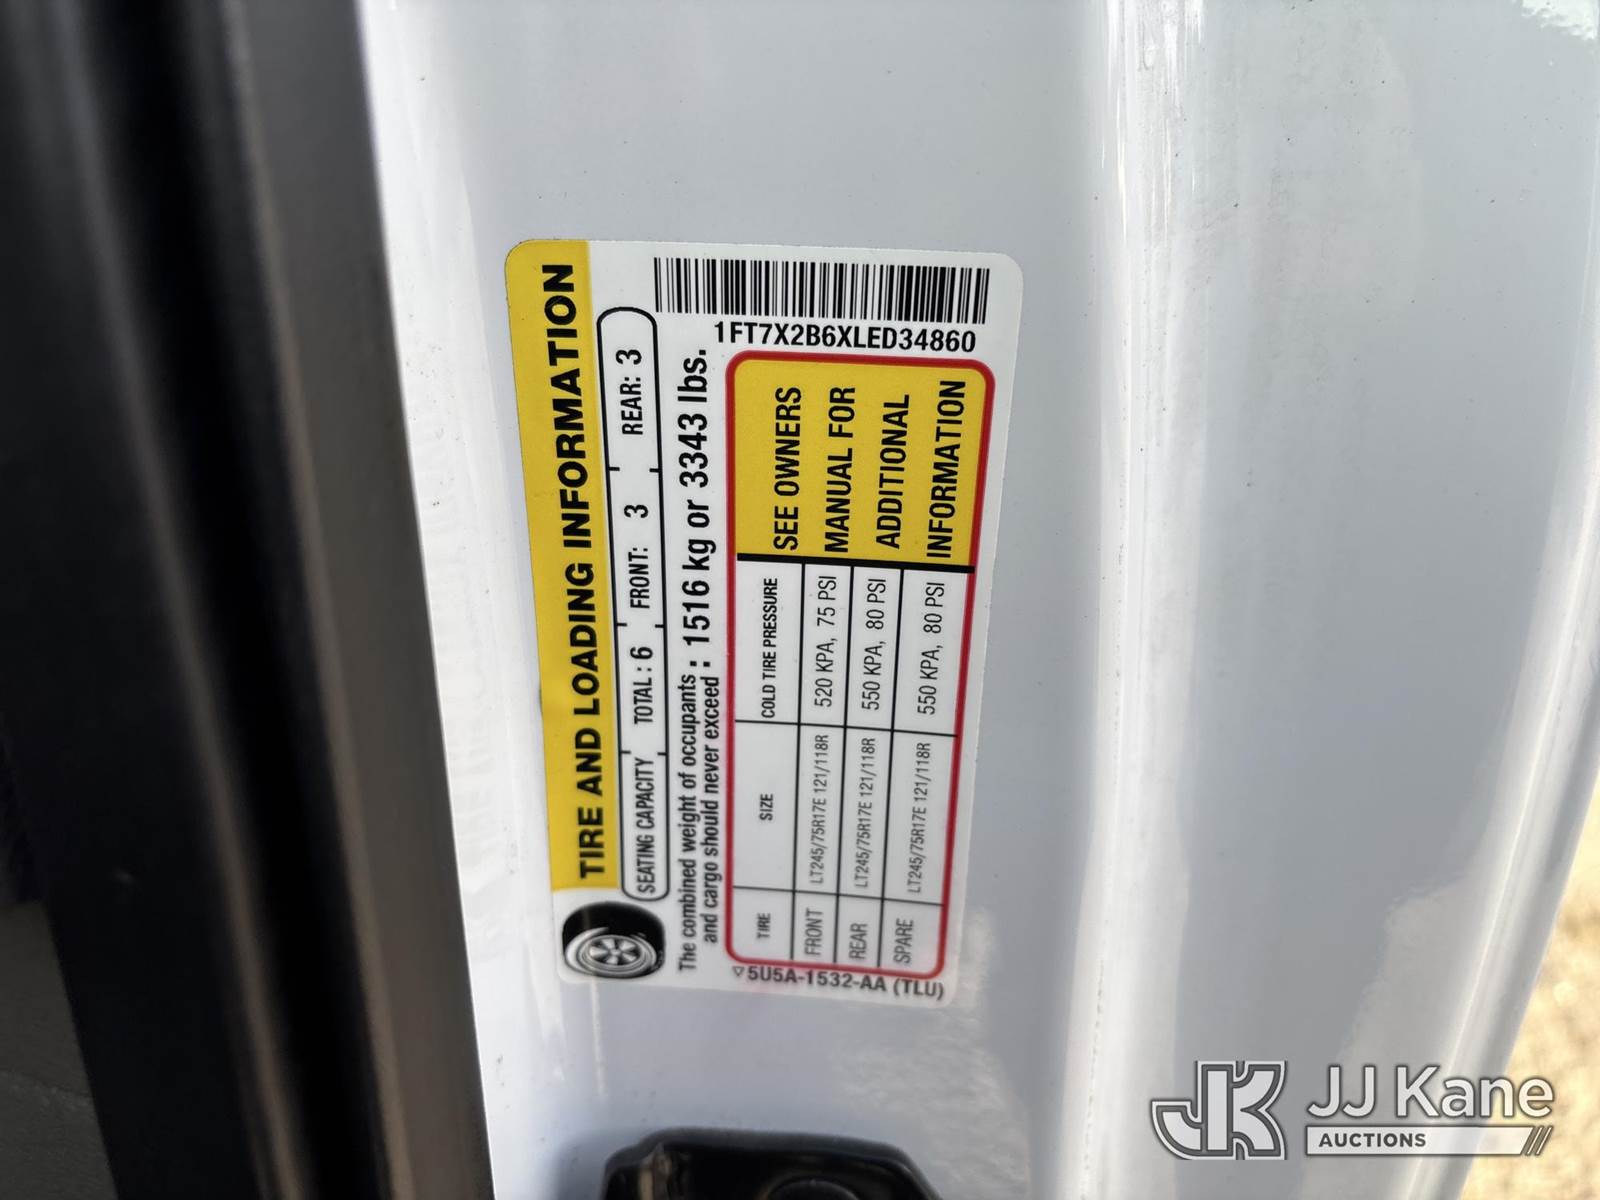 TIRE AND LOADING INFORMATION
SEATING CAPACITY TOTAL : 6 FRONT: 3 REAR: 3
The combined weight of occupants
and cargo should never exceed : 1516 kg or 3343 lbs.
TIRE SIZE COLD TIRE PRESSURE
FRONT LT245/75R17E 121/118R 520 KPA, 75 PSI
REAR LT245/75R17E 121/118R 550 KPA, 80 PSI
SPARE LT245/75R17E 121/118R 550 KPA, 80 PSI
SEE OWNERS
MANUAL FOR
ADDITIONAL
INFORMATION
1FT7X2B6XLED34860
5U5A-1532-AA (TLU)
JK JJ Kane
AUCTIONS